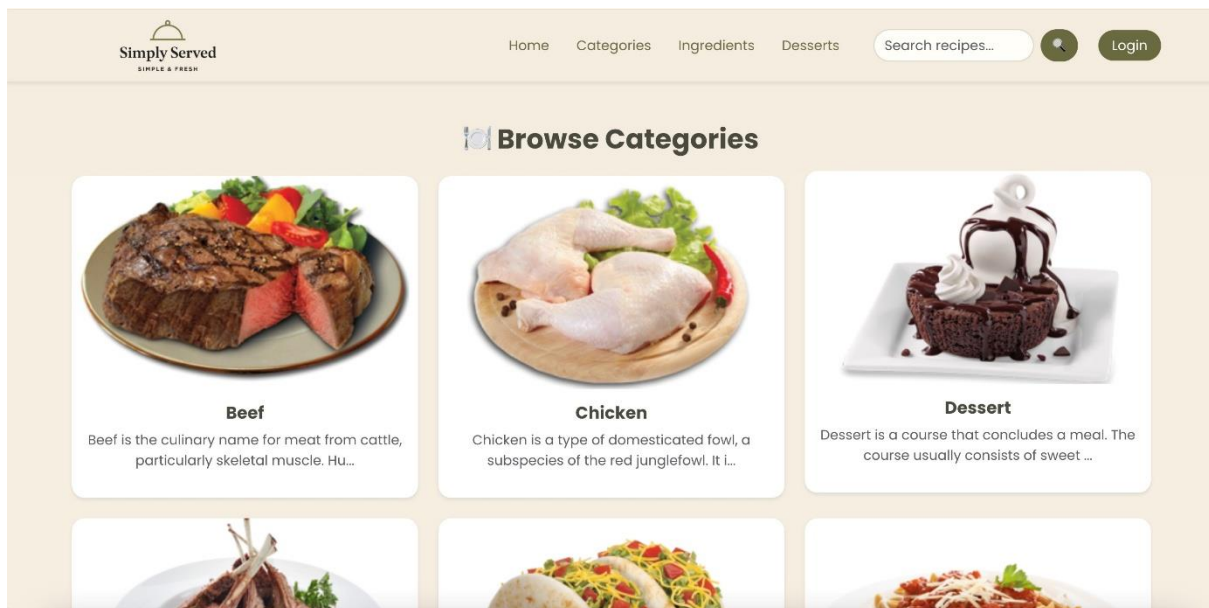 Simply Served
SIMPLE & FRESH
Home Categories Ingredients Desserts Search recipes... Login
Browse Categories
Beef
Beef is the culinary name for meat from cattle,
particularly skeletal muscle. Hu...
Chicken
Chicken is a type of domesticated fowl, a
subspecies of the red junglefowl. It i...
Dessert
Dessert is a course that concludes a meal. The
course usually consists of sweet ...